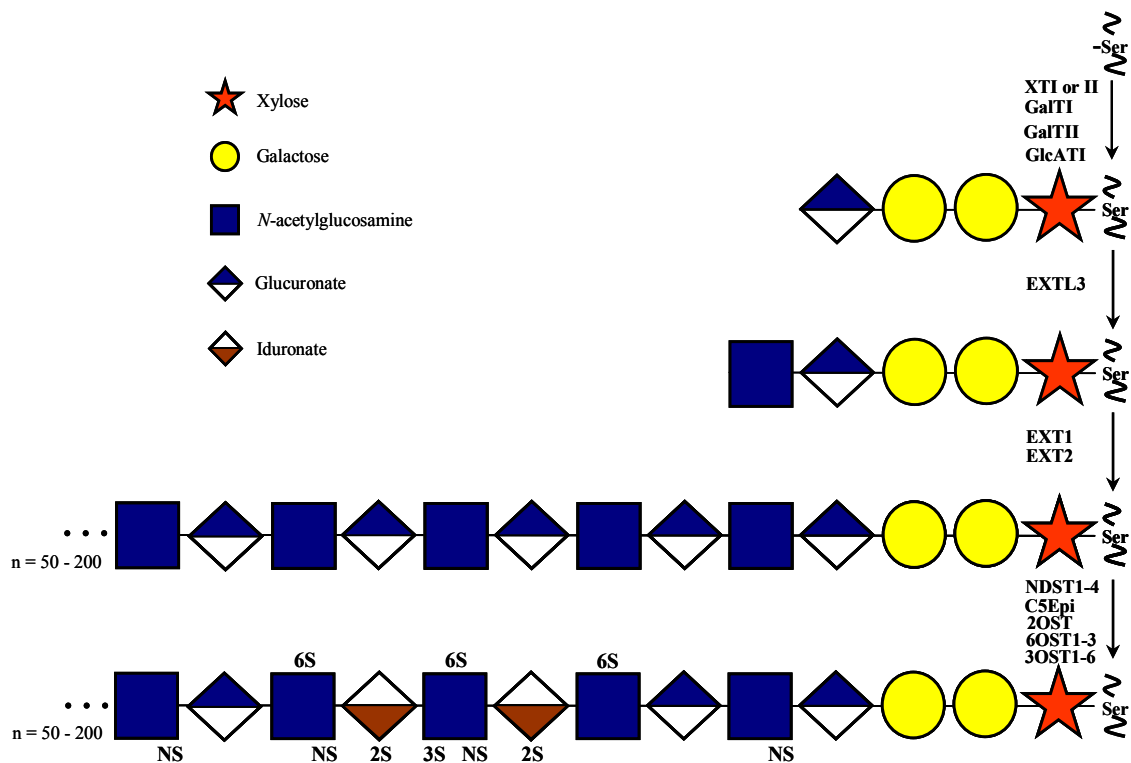 -Ser
XTI or II
GalTI
GalTII
GlcATI
Xylose
Galactose
N-acetylglucosamine
Glucuronate
Iduronate
Ser
EXTL3
Ser
EXT1
EXT2
n = 50 - 200
Ser
NDST1-4
C5Epi
2OST
6OST1-3
3OST1-6
6S 6S 6S
Ser
n = 50 - 200
NS NS 2S 3S NS 2S NS